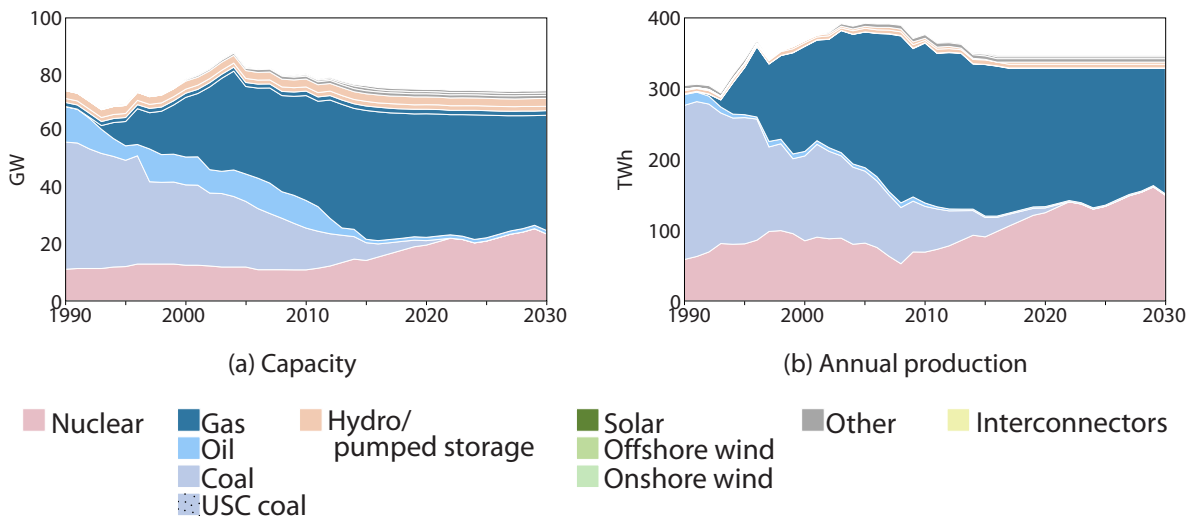 100
80
60
40
20
0
GW
1990
2000
2010
2020
2030
(a) Capacity
400
300
200
100
0
TWh
1990
2000
2010
2020
2030
(b) Annual production
Nuclear
Gas
Oil
Coal
USC coal
Hydro/
pumped storage
Solar
Offshore wind
Onshore wind
Other
Interconnectors